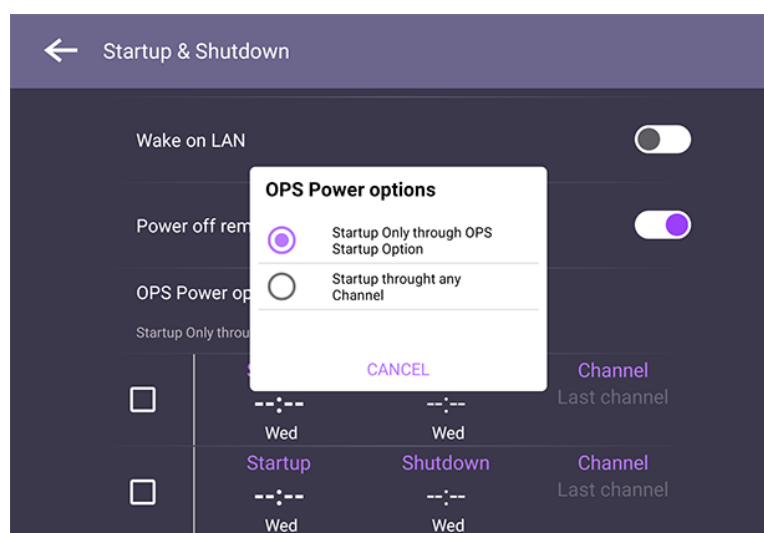 Startup & Shutdown
Wake on LAN
OPS Power options
Power off rem
Startup Only through OPS
Startup Option
Startup throught any
Channel
OPS Power op
Startup Only throu
CANCEL
Channel
--:--
--:--
Last channel
Wed
Wed
Startup
Shutdown
Channel
--:--
--:--
Last channel
Wed
Wed